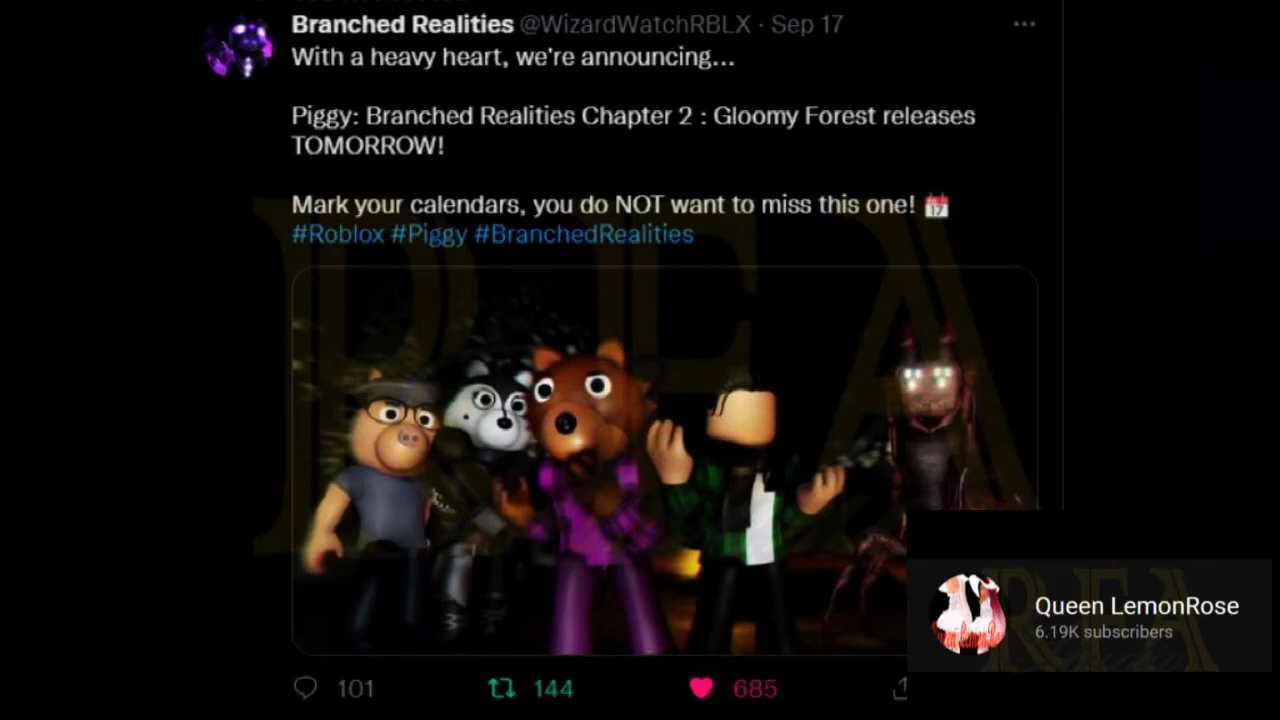 Branched Realities @WizardWatchRBLX · Sep 17
With a heavy heart, we're announcing...
Piggy: Branched Realities Chapter 2 : Gloomy Forest releases
TOMORROW!
Mark your calendars, you do NOT want to miss this one! 📅
#Roblox #Piggy #BranchedRealities
Queen LemonRose
6.19K subscribers
101 144 685